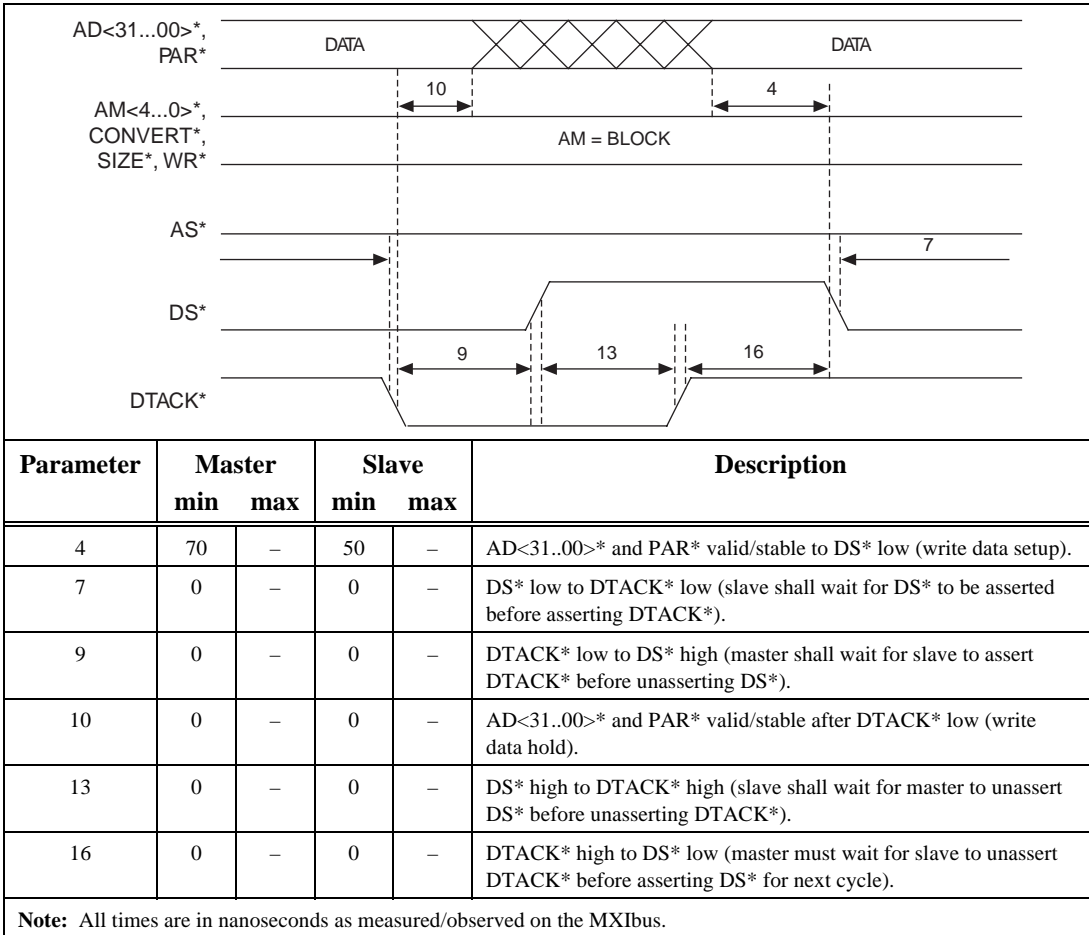 AD<31...00>*,
PAR*
DATA
DATA
10
4
AM<4...0>*,
CONVERT*,
SIZE*, WR*
AM = BLOCK
AS*
7
DS*
9
13
16
DTACK*
Parameter Master Slave Description
min max min max
4 70 – 50 – AD<31..00>* and PAR* valid/stable to DS* low (write data setup).
7 0 – 0 – DS* low to DTACK* low (slave shall wait for DS* to be asserted
before asserting DTACK*).
9 0 – 0 – DTACK* low to DS* high (master shall wait for slave to assert
DTACK* before unasserting DS*).
10 0 – 0 – AD<31..00>* and PAR* valid/stable after DTACK* low (write
data hold).
13 0 – 0 – DS* high to DTACK* high (slave shall wait for master to unassert
DS* before unasserting DTACK*).
16 0 – 0 – DTACK* high to DS* low (master must wait for slave to unassert
DTACK* before asserting DS* for next cycle).
Note: All times are in nanoseconds as measured/observed on the MXIbus.